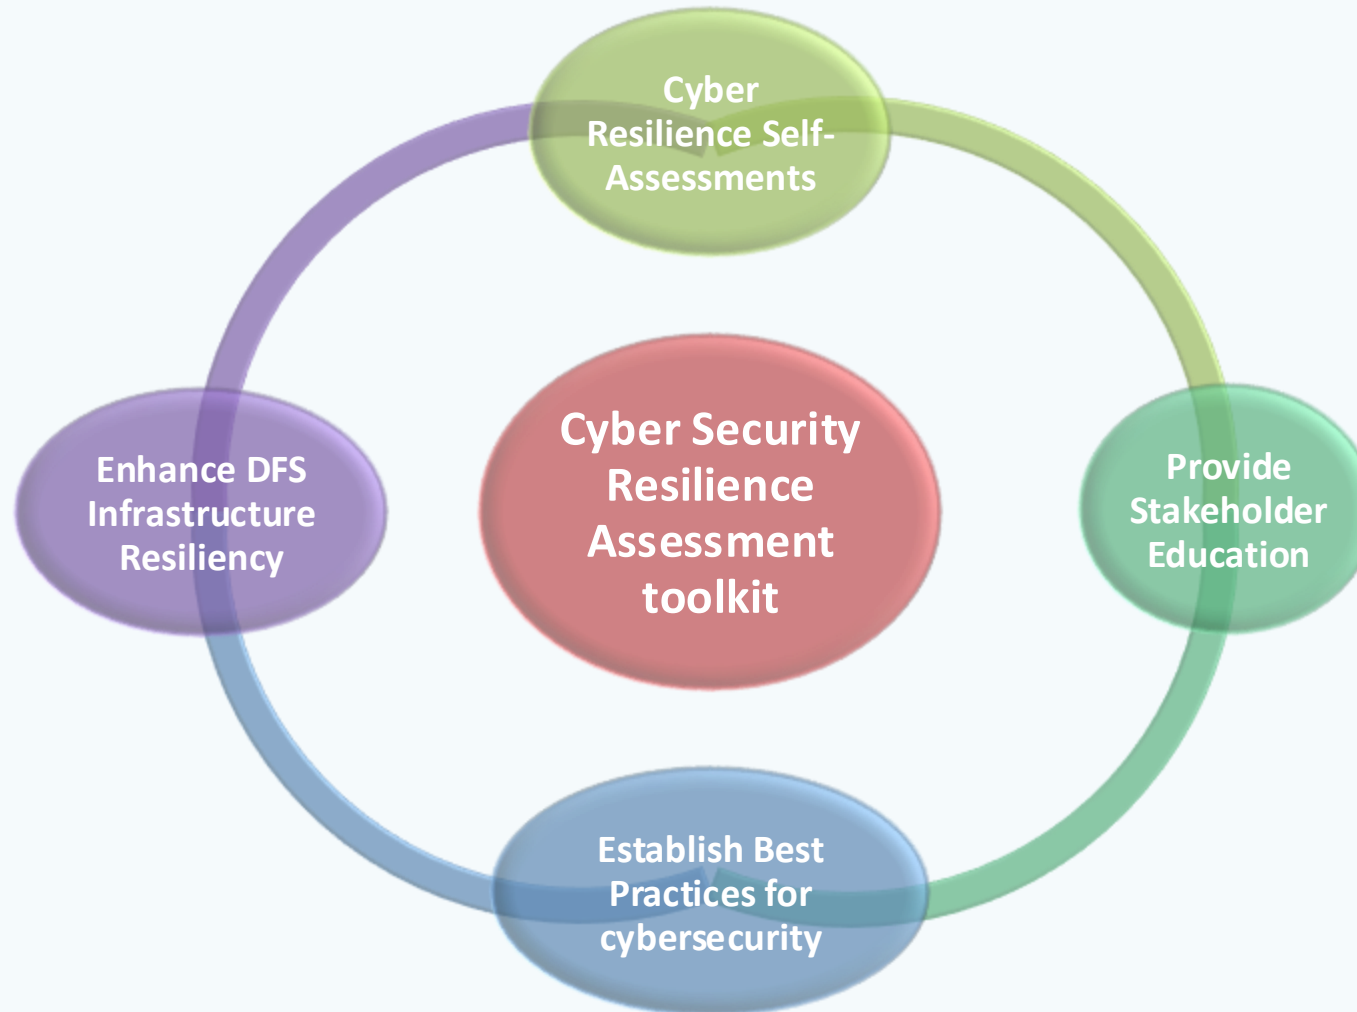 Cyber
Resilience Self-
Assessments
Cyber Security
Resilience
Assessment
toolkit
Enhance DFS
Infrastructure
Resiliency
Provide
Stakeholder
Education
Establish Best
Practices for
cybersecurity